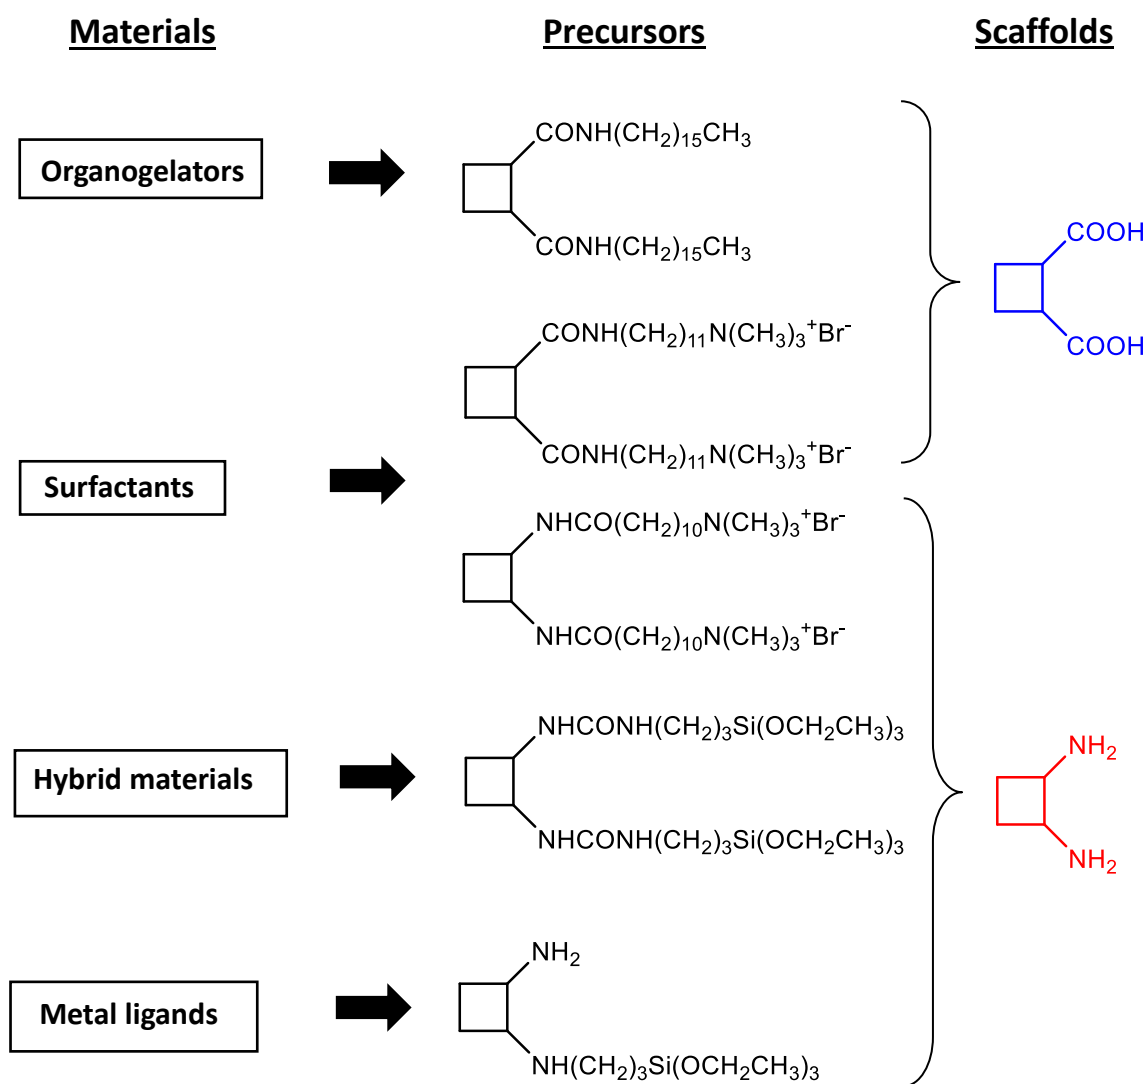 Materials Precursors Scaffolds
CONH(CH₂)₁₅CH₃
Organogelators
CONH(CH₂)₁₅CH₃
COOH
COOH
CONH(CH₂)₁₁N(CH₃)₃⁺Br⁻
CONH(CH₂)₁₁N(CH₃)₃⁺Br⁻
Surfactants
NHCO(CH₂)₁₀N(CH₃)₃⁺Br⁻
NHCO(CH₂)₁₀N(CH₃)₃⁺Br⁻
NHCONH(CH₂)₃Si(OCH₂CH₃)₃
Hybrid materials
NHCONH(CH₂)₃Si(OCH₂CH₃)₃
NH₂
NH₂
NH₂
Metal ligands
NH(CH₂)₃Si(OCH₂CH₃)₃